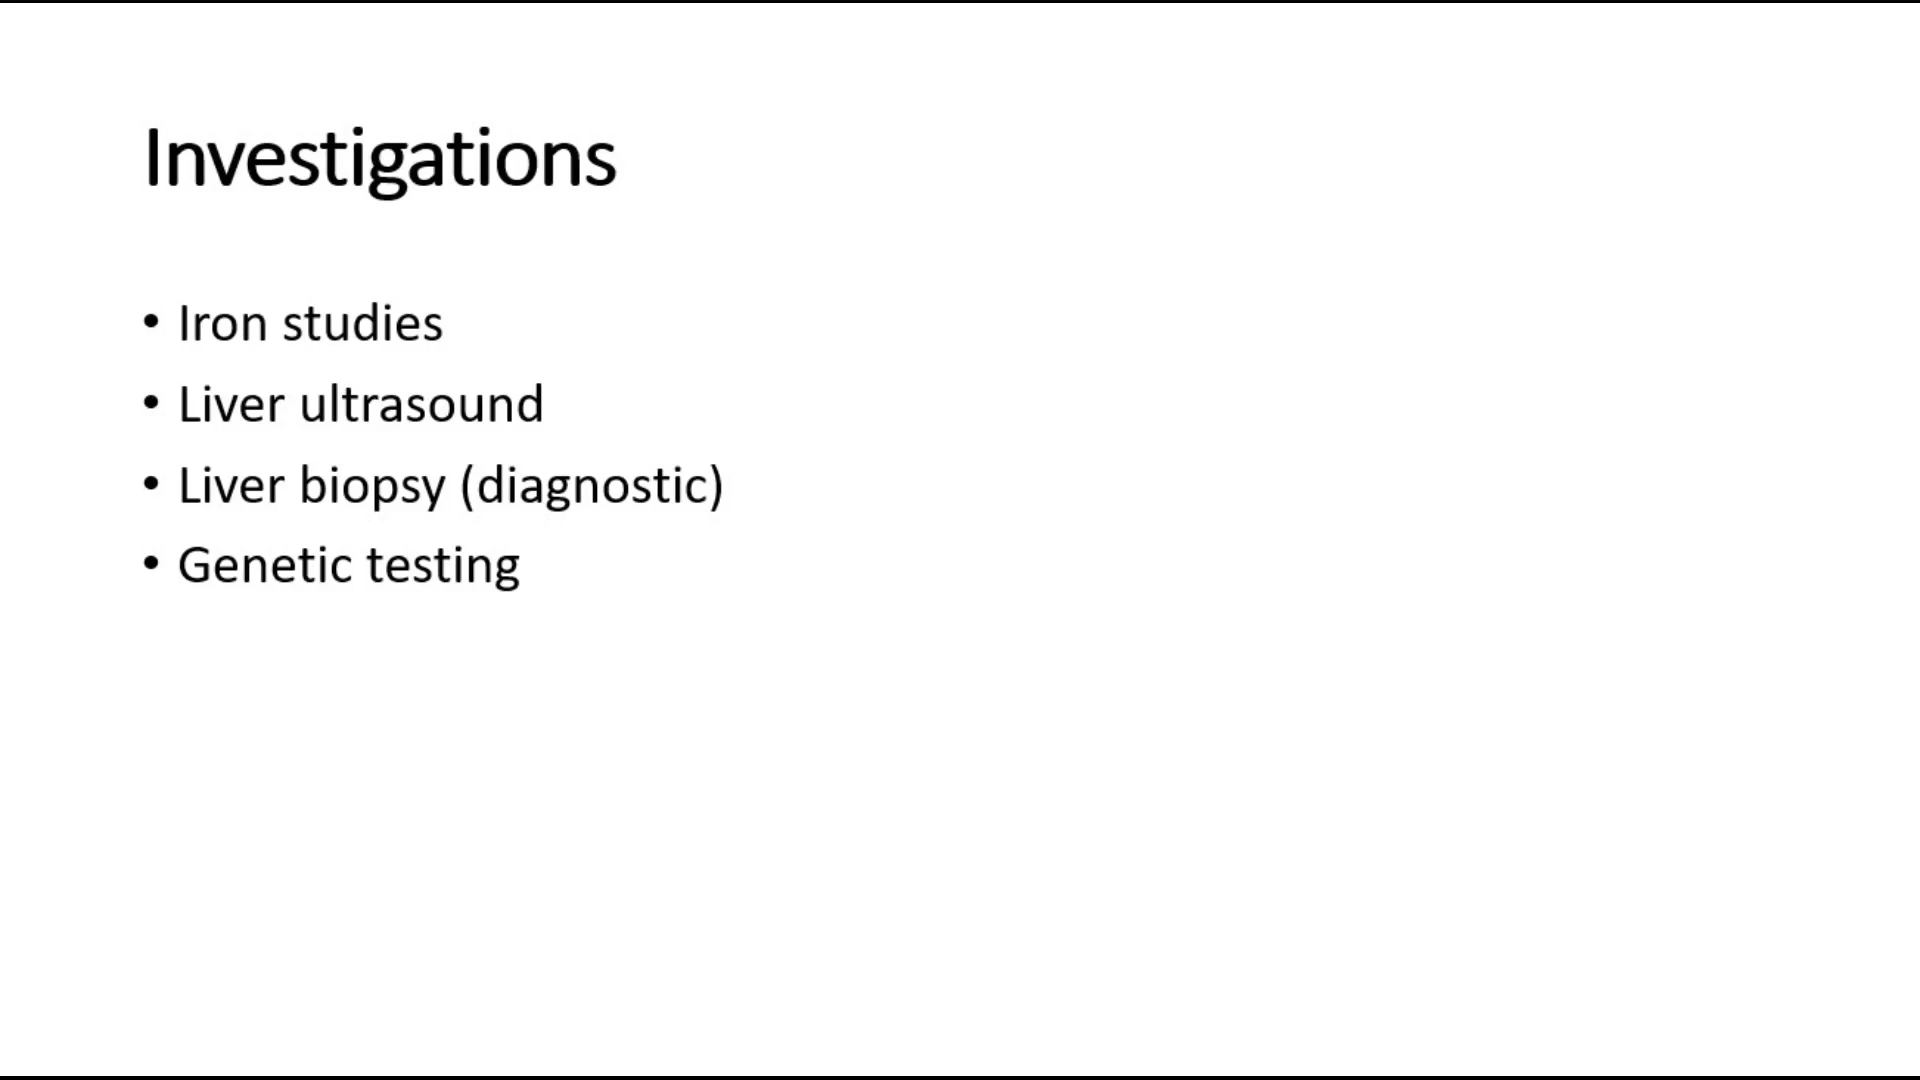 Investigations
• Iron studies
• Liver ultrasound
• Liver biopsy (diagnostic)
• Genetic testing